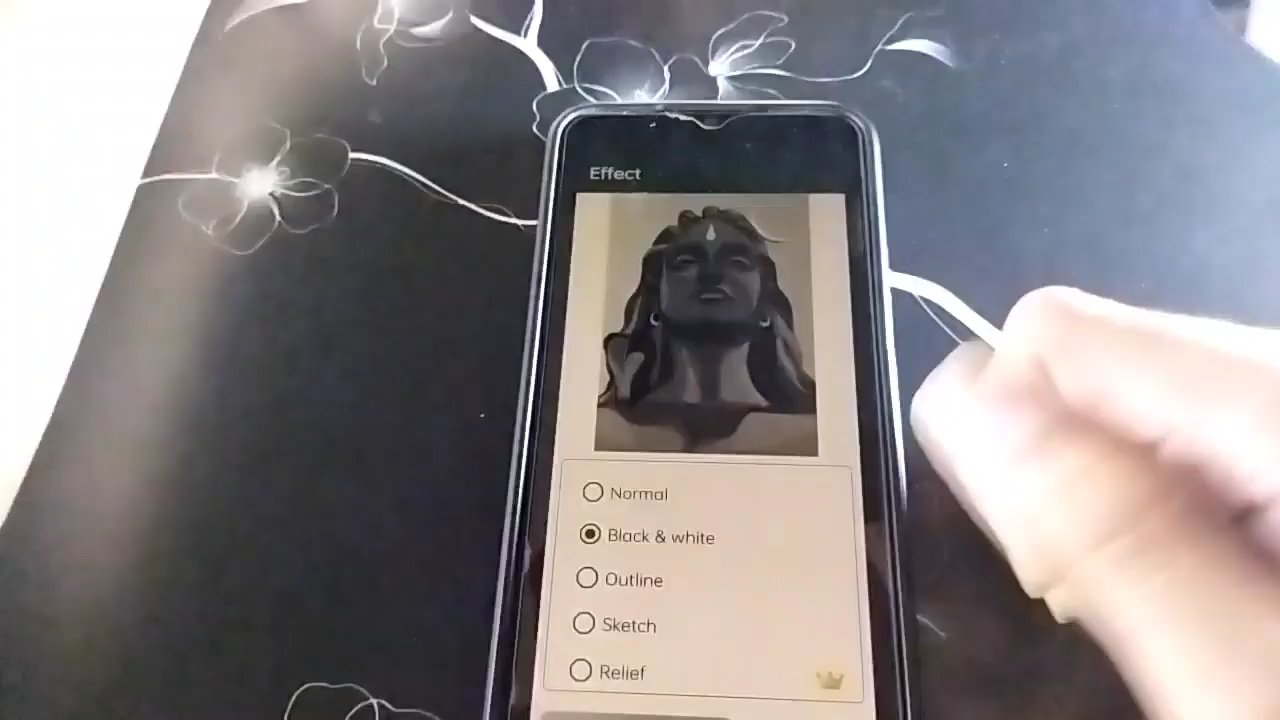 Effect
Normal
Black & white
Outline
Sketch
Relief